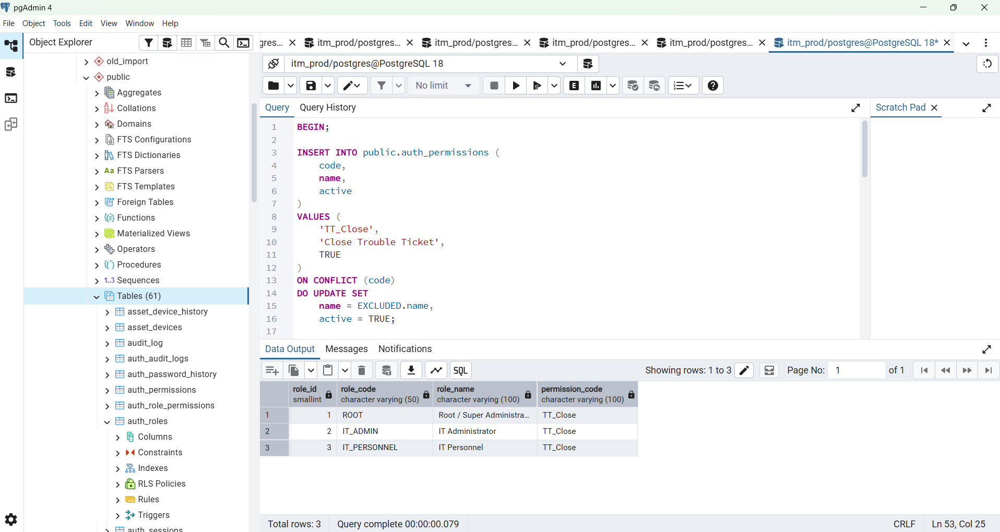 pgAdmin 4
File Object Tools Edit View Window Help
Object Explorer
gres... itm_prod/postgres... itm_prod/postgres... itm_prod/postgres... itm_prod/postgres... itm_prod/postgres@PostgreSQL 18*
itm_prod/postgres@PostgreSQL 18
No limit
E
Query Query History
Scratch Pad
old_import
public
Aggregates
Collations
Domains
FTS Configurations
FTS Dictionaries
Aa FTS Parsers
FTS Templates
Foreign Tables
Functions
Materialized Views
Operators
Procedures
1..3 Sequences
Tables (61)
asset_device_history
asset_devices
audit_log
auth_audit_logs
auth_password_history
auth_permissions
auth_role_permissions
auth_roles
Columns
Constraints
Indexes
RLS Policies
Rules
Triggers
auth_sessions
1 BEGIN;
2
3 INSERT INTO public.auth_permissions (
4 code,
5 name,
6 active
7 )
8 VALUES (
9 'TT_Close',
10 'Close Trouble Ticket',
11 TRUE
12 )
13 ON CONFLICT (code)
14 DO UPDATE SET
15 name = EXCLUDED.name,
16 active = TRUE;
17
Data Output Messages Notifications
SQL
Showing rows: 1 to 3
Page No: 1 of 1
role_id smallint
role_code character varying (50)
role_name character varying (100)
permission_code character varying (100)
1 1 ROOT Root / Super Administra... TT_Close
2 2 IT_ADMIN IT Administrator TT_Close
3 3 IT_PERSONNEL IT Personnel TT_Close
Total rows: 3 Query complete 00:00:00.079 CRLF Ln 53, Col 25